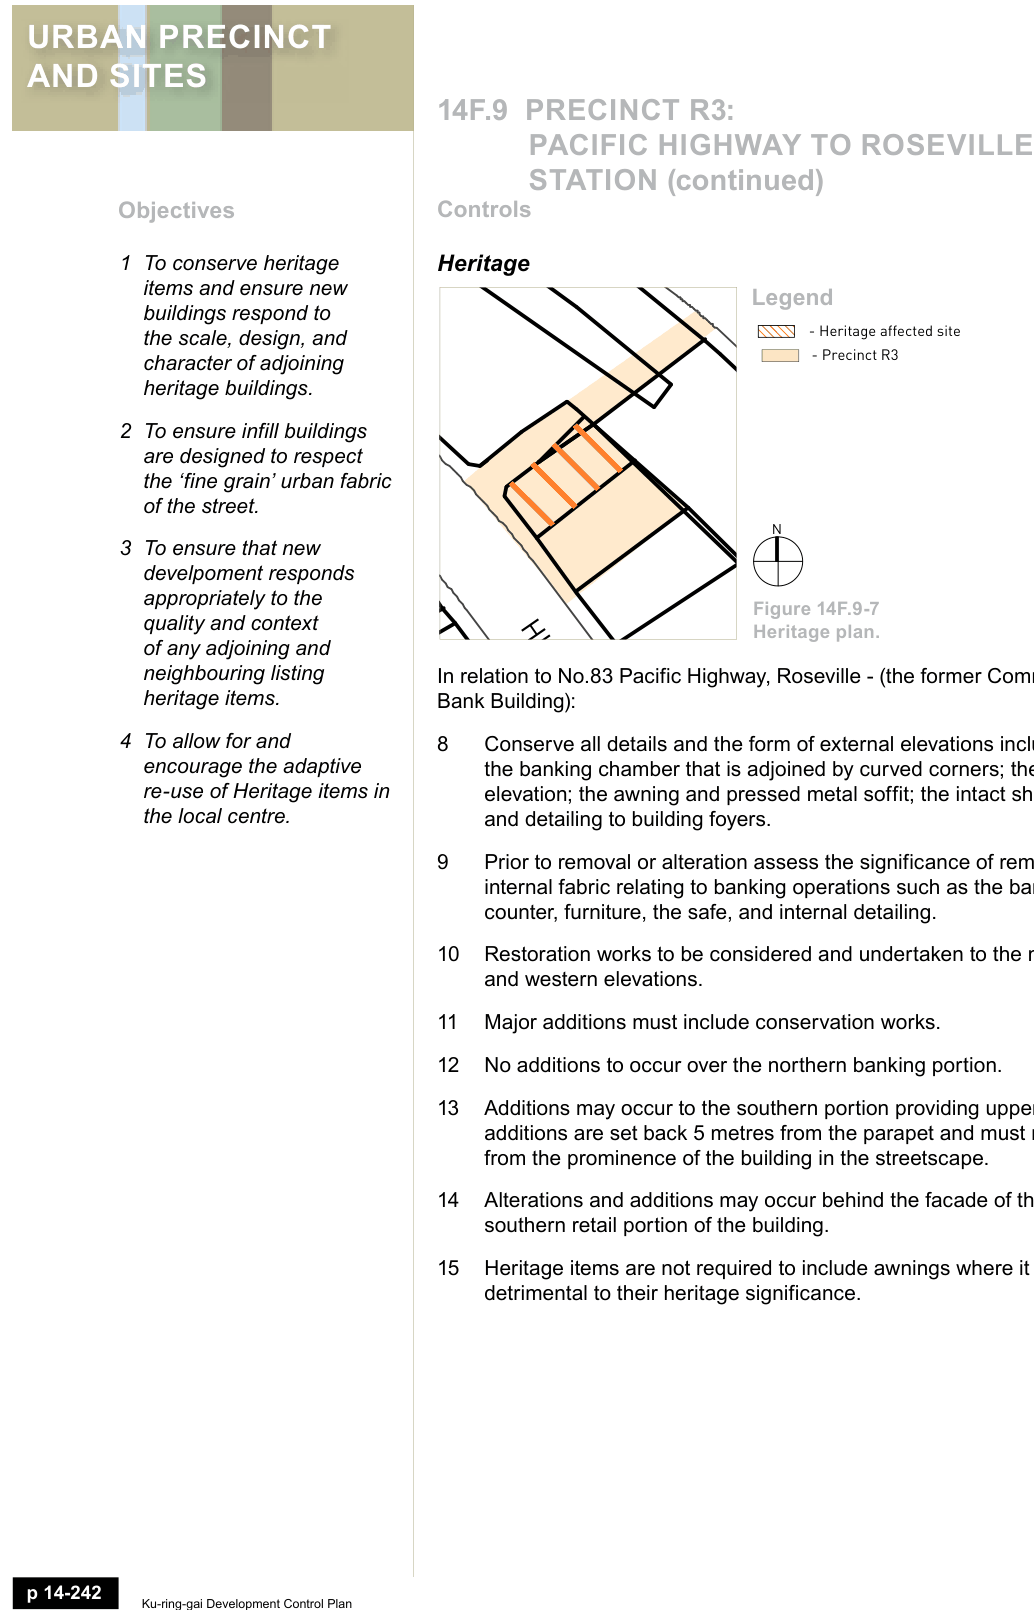 URBAN PRECINCT
AND SITES
14F.9 PRECINCT R3:
PACIFIC HIGHWAY TO ROSEVILLE
STATION (continued)
Objectives
1 To conserve heritage
items and ensure new
buildings respond to
the scale, design, and
character of adjoining
heritage buildings.
2 To ensure infill buildings
are designed to respect
the ‘fine grain’ urban fabric
of the street.
3 To ensure that new
develpoment responds
appropriately to the
quality and context
of any adjoining and
neighbouring listing
heritage items.
4 To allow for and
encourage the adaptive
re-use of Heritage items in
the local centre.
Controls
Heritage
Legend
- Heritage affected site
- Precinct R3
N
Figure 14F.9-7
Heritage plan.
In relation to No.83 Pacific Highway, Roseville - (the former
Bank Building):
8 Conserve all details and the form of external elevations
the banking chamber that is adjoined by curved corners;
elevation; the awning and pressed metal soffit; the intact
and detailing to building foyers.
9 Prior to removal or alteration assess the significance of
internal fabric relating to banking operations such as the
counter, furniture, the safe, and internal detailing.
10 Restoration works to be considered and undertaken to the
and western elevations.
11 Major additions must include conservation works.
12 No additions to occur over the northern banking portion.
13 Additions may occur to the southern portion providing
additions are set back 5 metres from the parapet and must
from the prominence of the building in the streetscape.
14 Alterations and additions may occur behind the facade of
southern retail portion of the building.
15 Heritage items are not required to include awnings where it
detrimental to their heritage significance.
p 14-242
Ku-ring-gai Development Control Plan